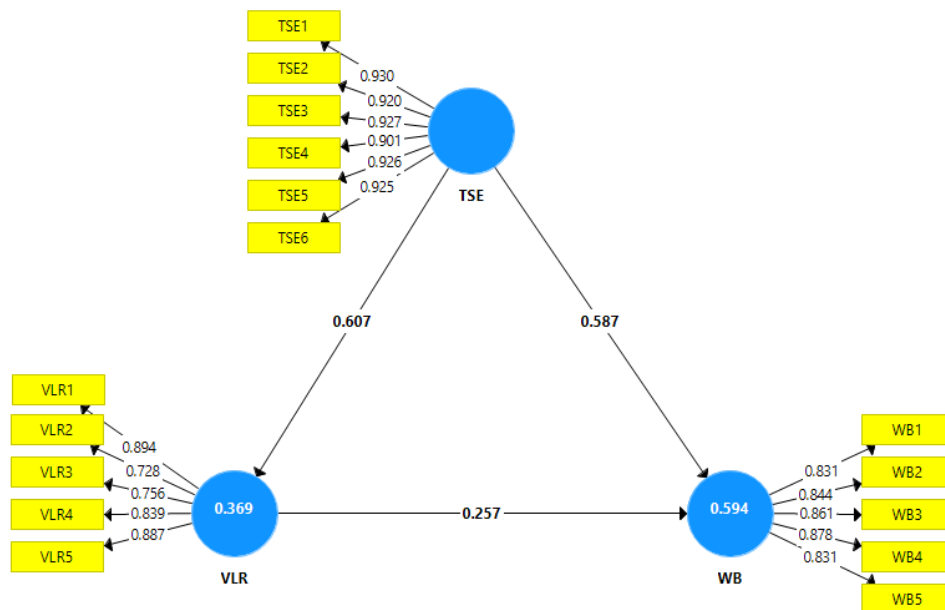 TSE1
TSE2
TSE3
TSE4
TSE5
TSE6
0.930
0.920
0.927
0.901
0.926
0.925
TSE
0.607
0.587
VLR1
VLR2
VLR3
VLR4
VLR5
0.894
0.728
0.756
0.839
0.887
0.369
VLR
0.257
0.594
WB
0.831
0.844
0.861
0.878
0.831
WB1
WB2
WB3
WB4
WB5